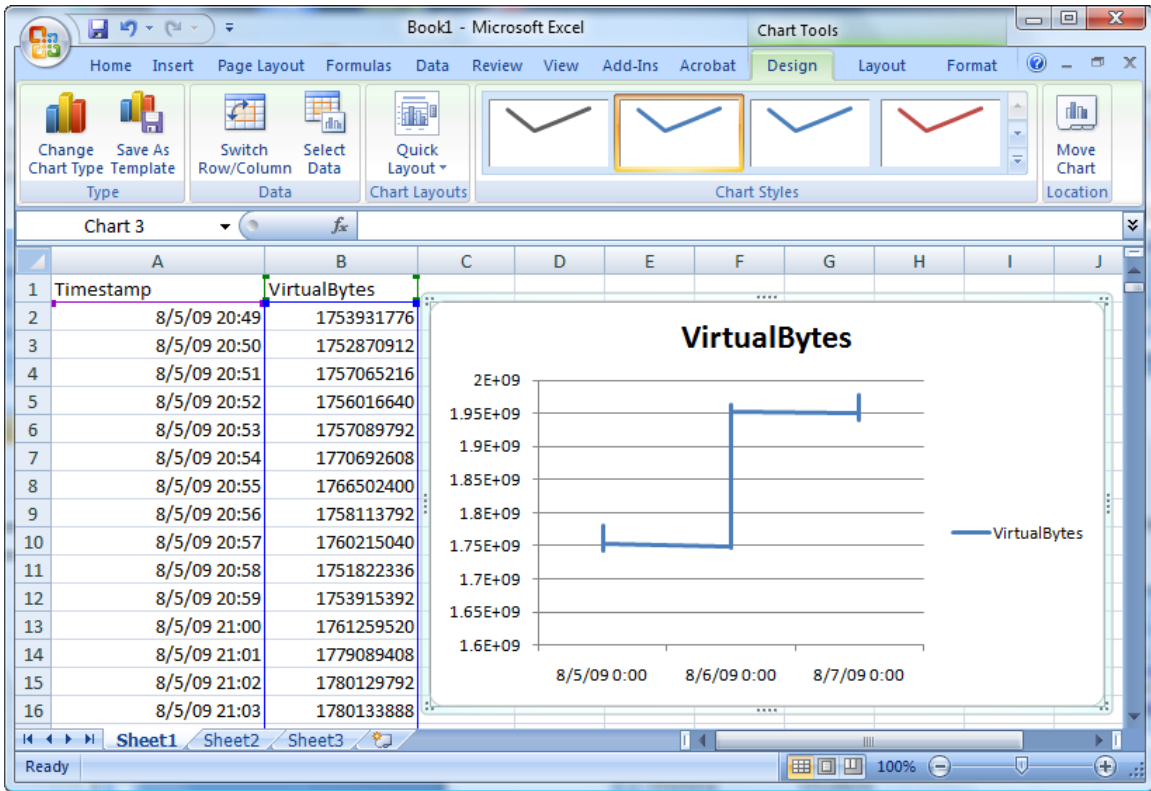 Book1 - Microsoft Excel
Chart Tools
Home Insert Page Layout Formulas Data Review View Add-Ins Acrobat Design Layout Format
Change Chart Type
Save As Template
Switch Row/Column
Select Data
Quick Layout
Move Chart
Type
Data
Chart Layouts
Chart Styles
Location
Chart 3
fx
A B C D E F G H I J
1 Timestamp VirtualBytes
2 8/5/09 20:49 1753931776
3 8/5/09 20:50 1752870912
4 8/5/09 20:51 1757065216
5 8/5/09 20:52 1756016640
6 8/5/09 20:53 1757089792
7 8/5/09 20:54 1770692608
8 8/5/09 20:55 1766502400
9 8/5/09 20:56 1758113792
10 8/5/09 20:57 1760215040
11 8/5/09 20:58 1751822336
12 8/5/09 20:59 1753915392
13 8/5/09 21:00 1761259520
14 8/5/09 21:01 1779089408
15 8/5/09 21:02 1780129792
16 8/5/09 21:03 1780133888
VirtualBytes
2E+09
1.95E+09
1.9E+09
1.85E+09
1.8E+09
1.75E+09
1.7E+09
1.65E+09
1.6E+09
8/5/09 0:00 8/6/09 0:00 8/7/09 0:00
VirtualBytes
Sheet1 Sheet2 Sheet3
Ready
100%